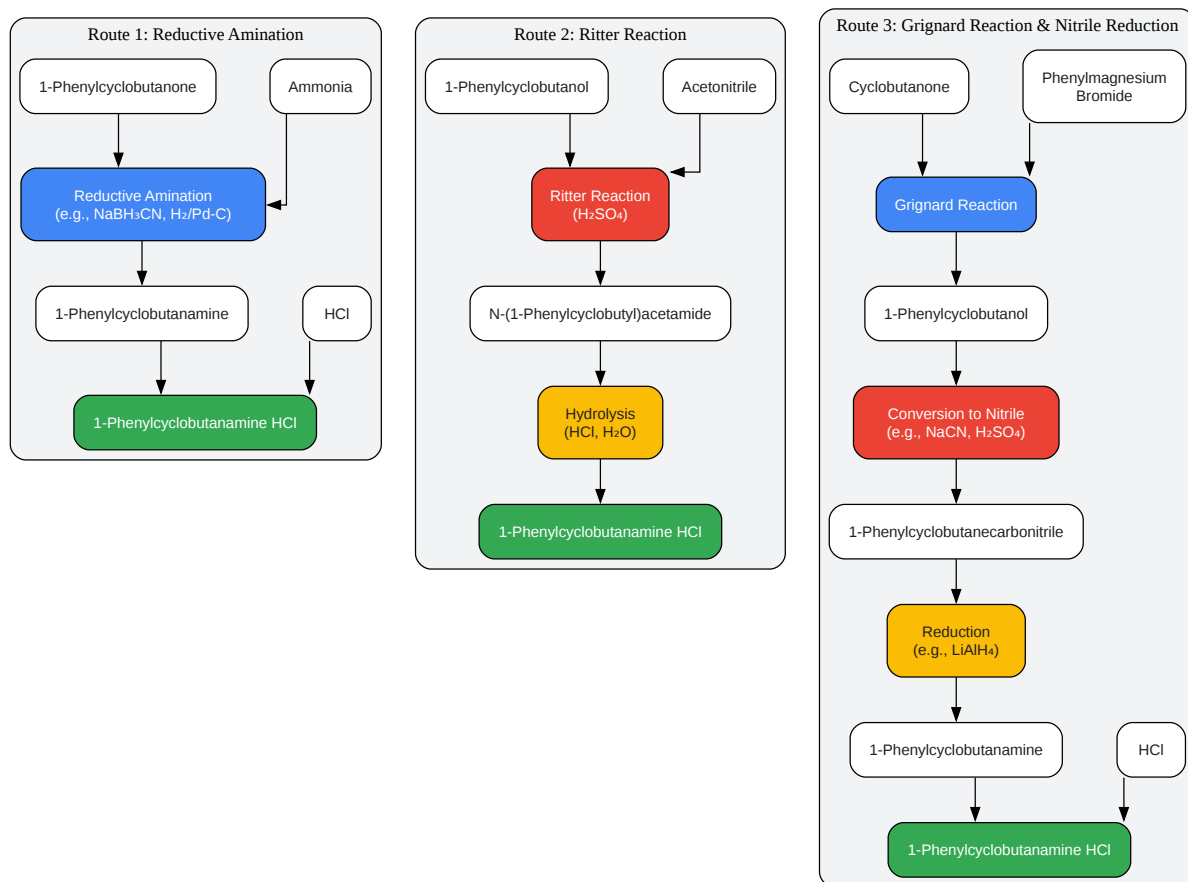 Route 1: Reductive Amination
1-Phenylcyclobutanone
Ammonia
Reductive Amination
(e.g., NaBH₃CN, H₂/Pd-C)
1-Phenylcyclobutanamine
HCl
1-Phenylcyclobutanamine HCl
Route 2: Ritter Reaction
1-Phenylcyclobutanol
Acetonitrile
Ritter Reaction
(H₂SO₄)
N-(1-Phenylcyclobutyl)acetamide
Hydrolysis
(HCl, H₂O)
1-Phenylcyclobutanamine HCl
Route 3: Grignard Reaction & Nitrile Reduction
Cyclobutanone
Phenylmagnesium
Bromide
Grignard Reaction
1-Phenylcyclobutanol
Conversion to Nitrile
(e.g., NaCN, H₂SO₄)
1-Phenylcyclobutanecarbonitrile
Reduction
(e.g., LiAlH₄)
1-Phenylcyclobutanamine
HCl
1-Phenylcyclobutanamine HCl